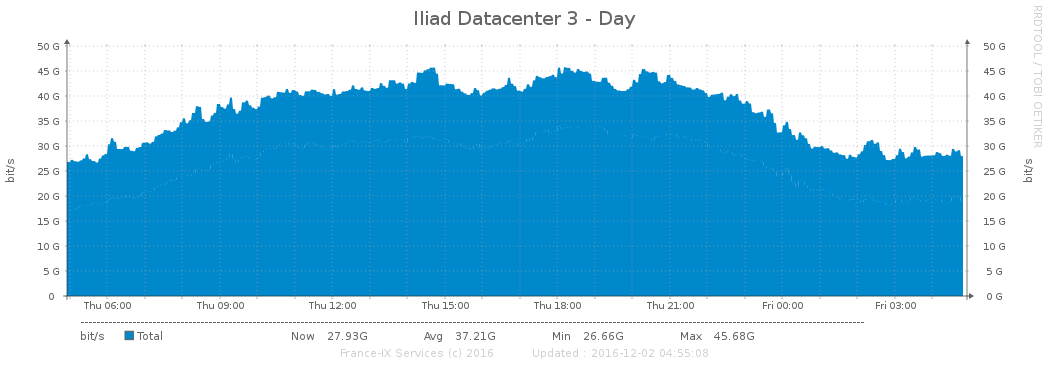 Iliad Datacenter 3 - Day
RRDTOOL / TOBI OETIKER
50 G 50 G
45 G 45 G
40 G 40 G
35 G 35 G
30 G 30 G
25 G 25 G
20 G 20 G
15 G 15 G
10 G 10 G
5 G 5 G
0 0 G
bit/s bit/s
Thu 06:00 Thu 09:00 Thu 12:00 Thu 15:00 Thu 18:00 Thu 21:00 Fri 00:00 Fri 03:00
bit/s Total Now 27.93G Avg 37.21G Min 26.66G Max 45.68G
France-IX Services (c) 2016 Updated : 2016-12-02 04:55:08